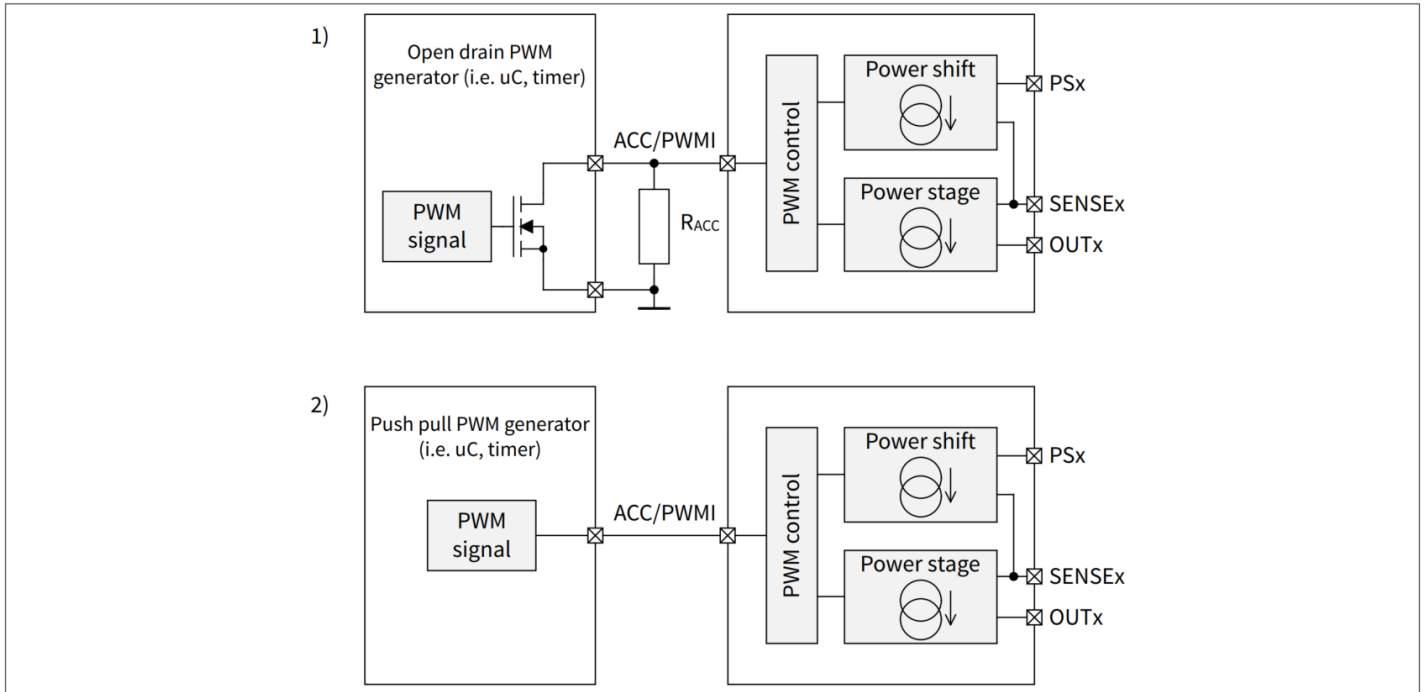 1)
Open drain PWM
generator (i.e. uC, timer)
PWM
signal
ACC/PWMI
RACC
PWM control
Power shift
Power stage
PSx
SENSEx
OUTx
2)
Push pull PWM generator
(i.e. uC, timer)
PWM
signal
ACC/PWMI
PWM control
Power shift
Power stage
PSx
SENSEx
OUTx